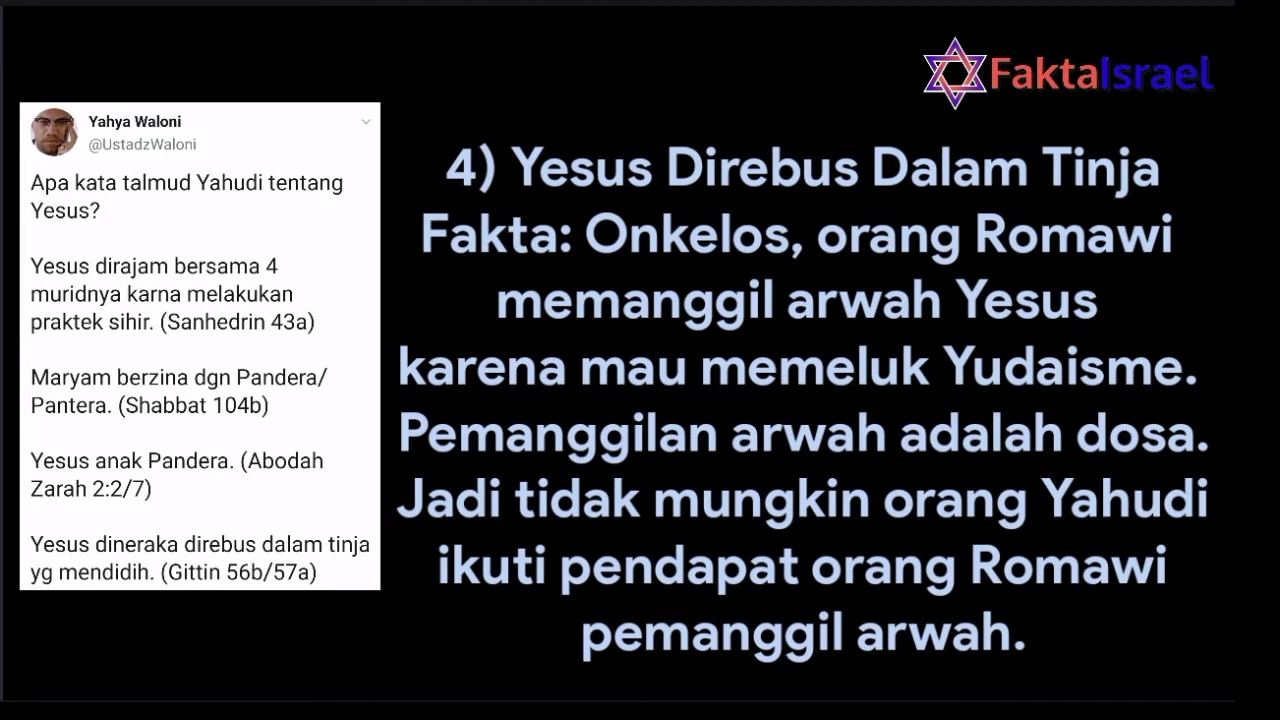 FaktaIsrael
Yahya Waloni
@UstadzWaloni
Apa kata talmud Yahudi tentang
Yesus?
Yesus dirajam bersama 4
muridnya karna melakukan
praktek sihir. (Sanhedrin 43a)
Maryam berzina dgn Pandera/
Pantera. (Shabbat 104b)
Yesus anak Pandera. (Abodah
Zarah 2:2/7)
Yesus dineraka direbus dalam tinja
yg mendidih. (Gittin 56b/57a)
4) Yesus Direbus Dalam Tinja
Fakta: Onkelos, orang Romawi
memanggil arwah Yesus
karena mau memeluk Yudaisme.
Pemanggilan arwah adalah dosa.
Jadi tidak mungkin orang Yahudi
ikuti pendapat orang Romawi
pemanggil arwah.